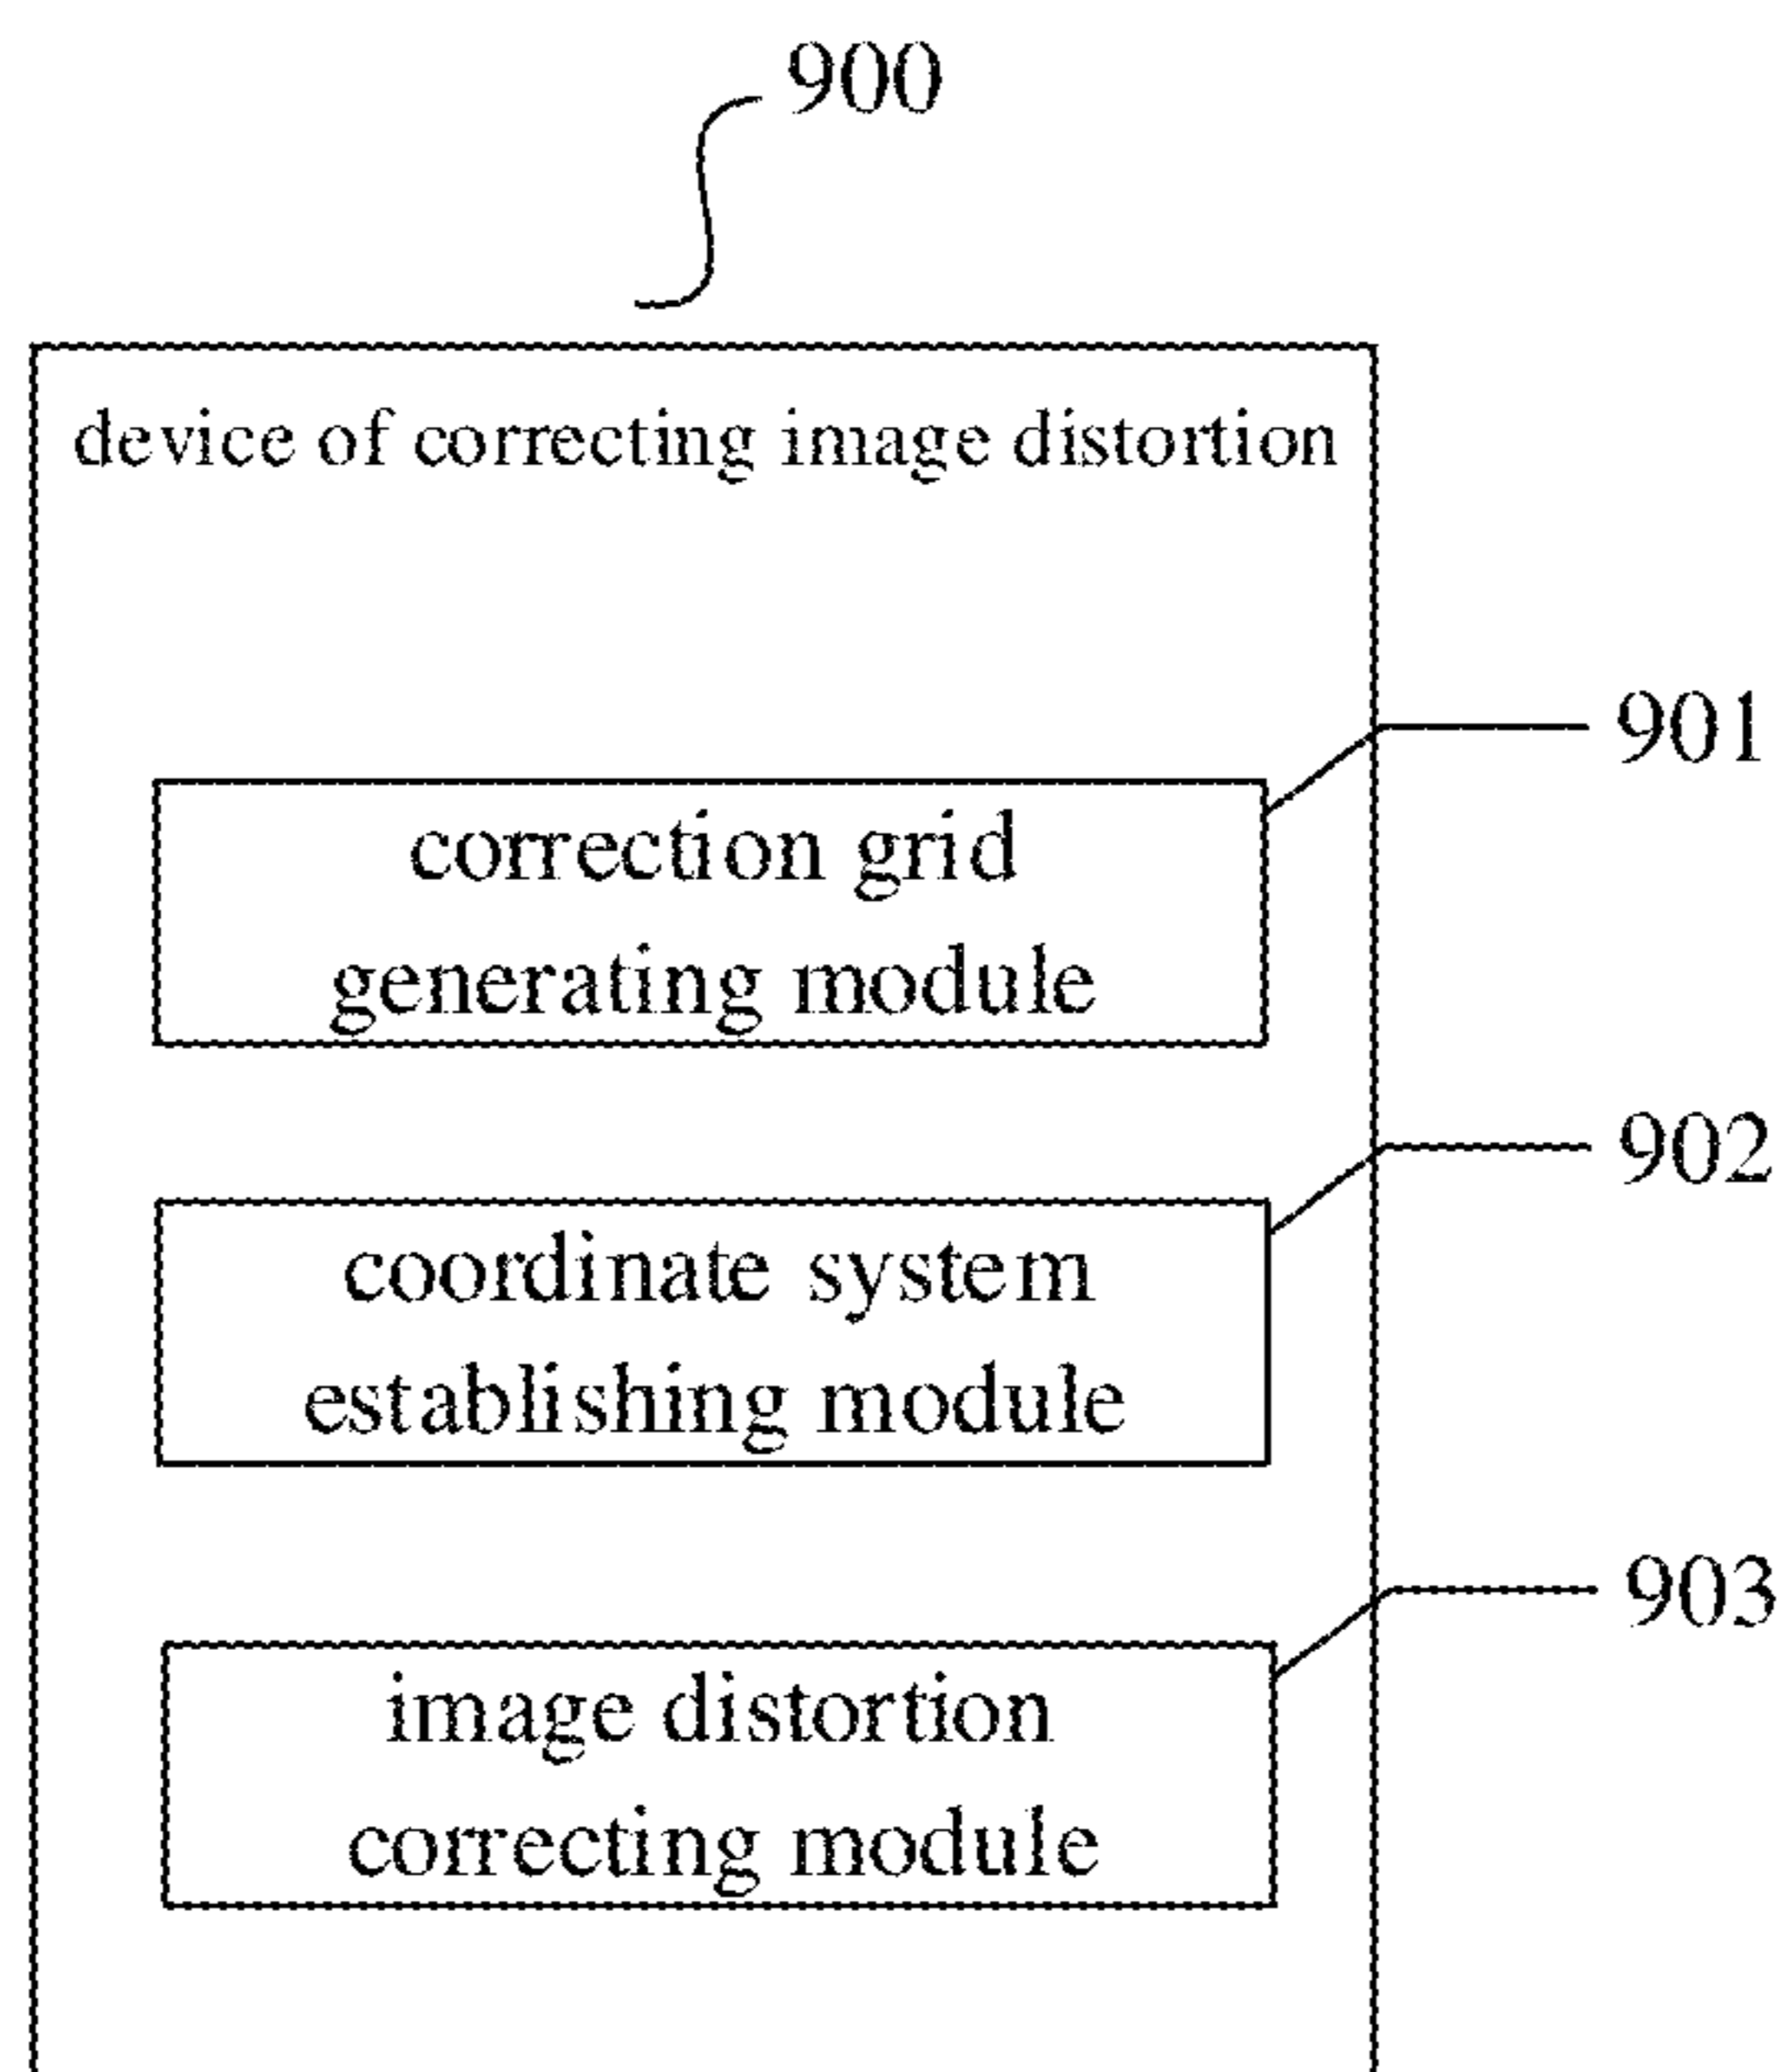 900
device of correcting image distortion
901
correction grid
generating module
902
coordinate system
establishing module
903
image distortion
correcting module